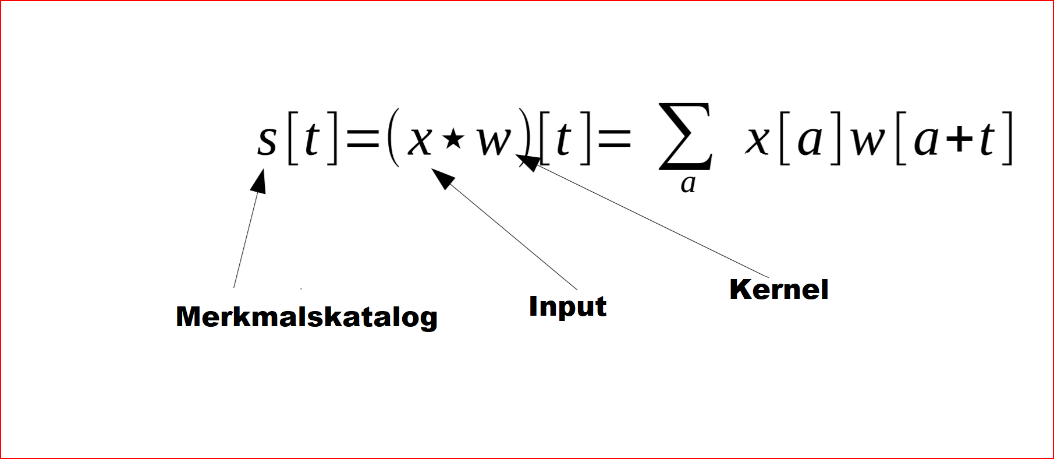 s[t]=(x⋆w)[t]= ∑ x[a]w[a+t]
a
Merkmalskatalog
Input
Kernel